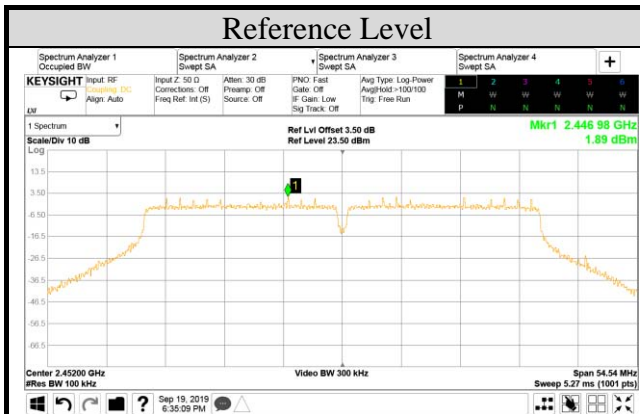 Reference Level
Spectrum Analyzer 1
Occupied BW
Spectrum Analyzer 2
Swept SA
Spectrum Analyzer 3
Swept SA
Spectrum Analyzer 4
Swept SA
+
KEYSIGHT
Input: RF
Coupling: DC
Align: Auto
Input Z: 50 Ω
Corrections: Off
Freq Ref: Int (S)
Atten: 30 dB
Preamp: Off
Source: Off
PNO: Fast
Gate: Off
IF Gain: Low
Sig Track: Off
Avg Type: Log-Power
Avg|Hold:>100/100
Trig: Free Run
1 2 3 4 5 6
M W W W W W
P N N N N N
LXI
1 Spectrum
Scale/Div 10 dB
Ref Lvl Offset 3.50 dB
Ref Level 23.50 dBm
Mkr1 2.446 98 GHz
1.89 dBm
Log
13.5
3.50
-6.50
-16.5
-26.5
-36.5
-46.5
-56.5
-66.5
1
Center 2.45200 GHz
#Res BW 100 kHz
Video BW 300 kHz
Span 54.54 MHz
Sweep 5.27 ms (1001 pts)
?
Sep 19, 2019
6:35:09 PM